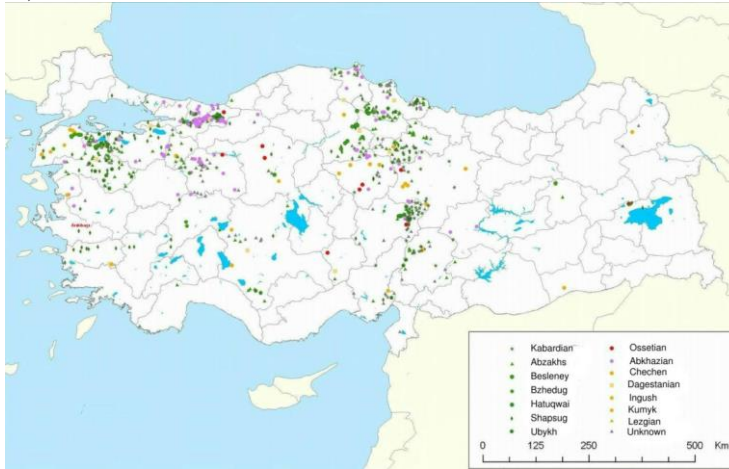 Kabardian
Abzakhs
Besleney
Bzhedug
Hatuqwai
Shapsug
Ubykh
Ossetian
Abkhazian
Chechen
Dagestanian
Ingush
Kumyk
Lezgian
Unknown
0 125 250 500 Km